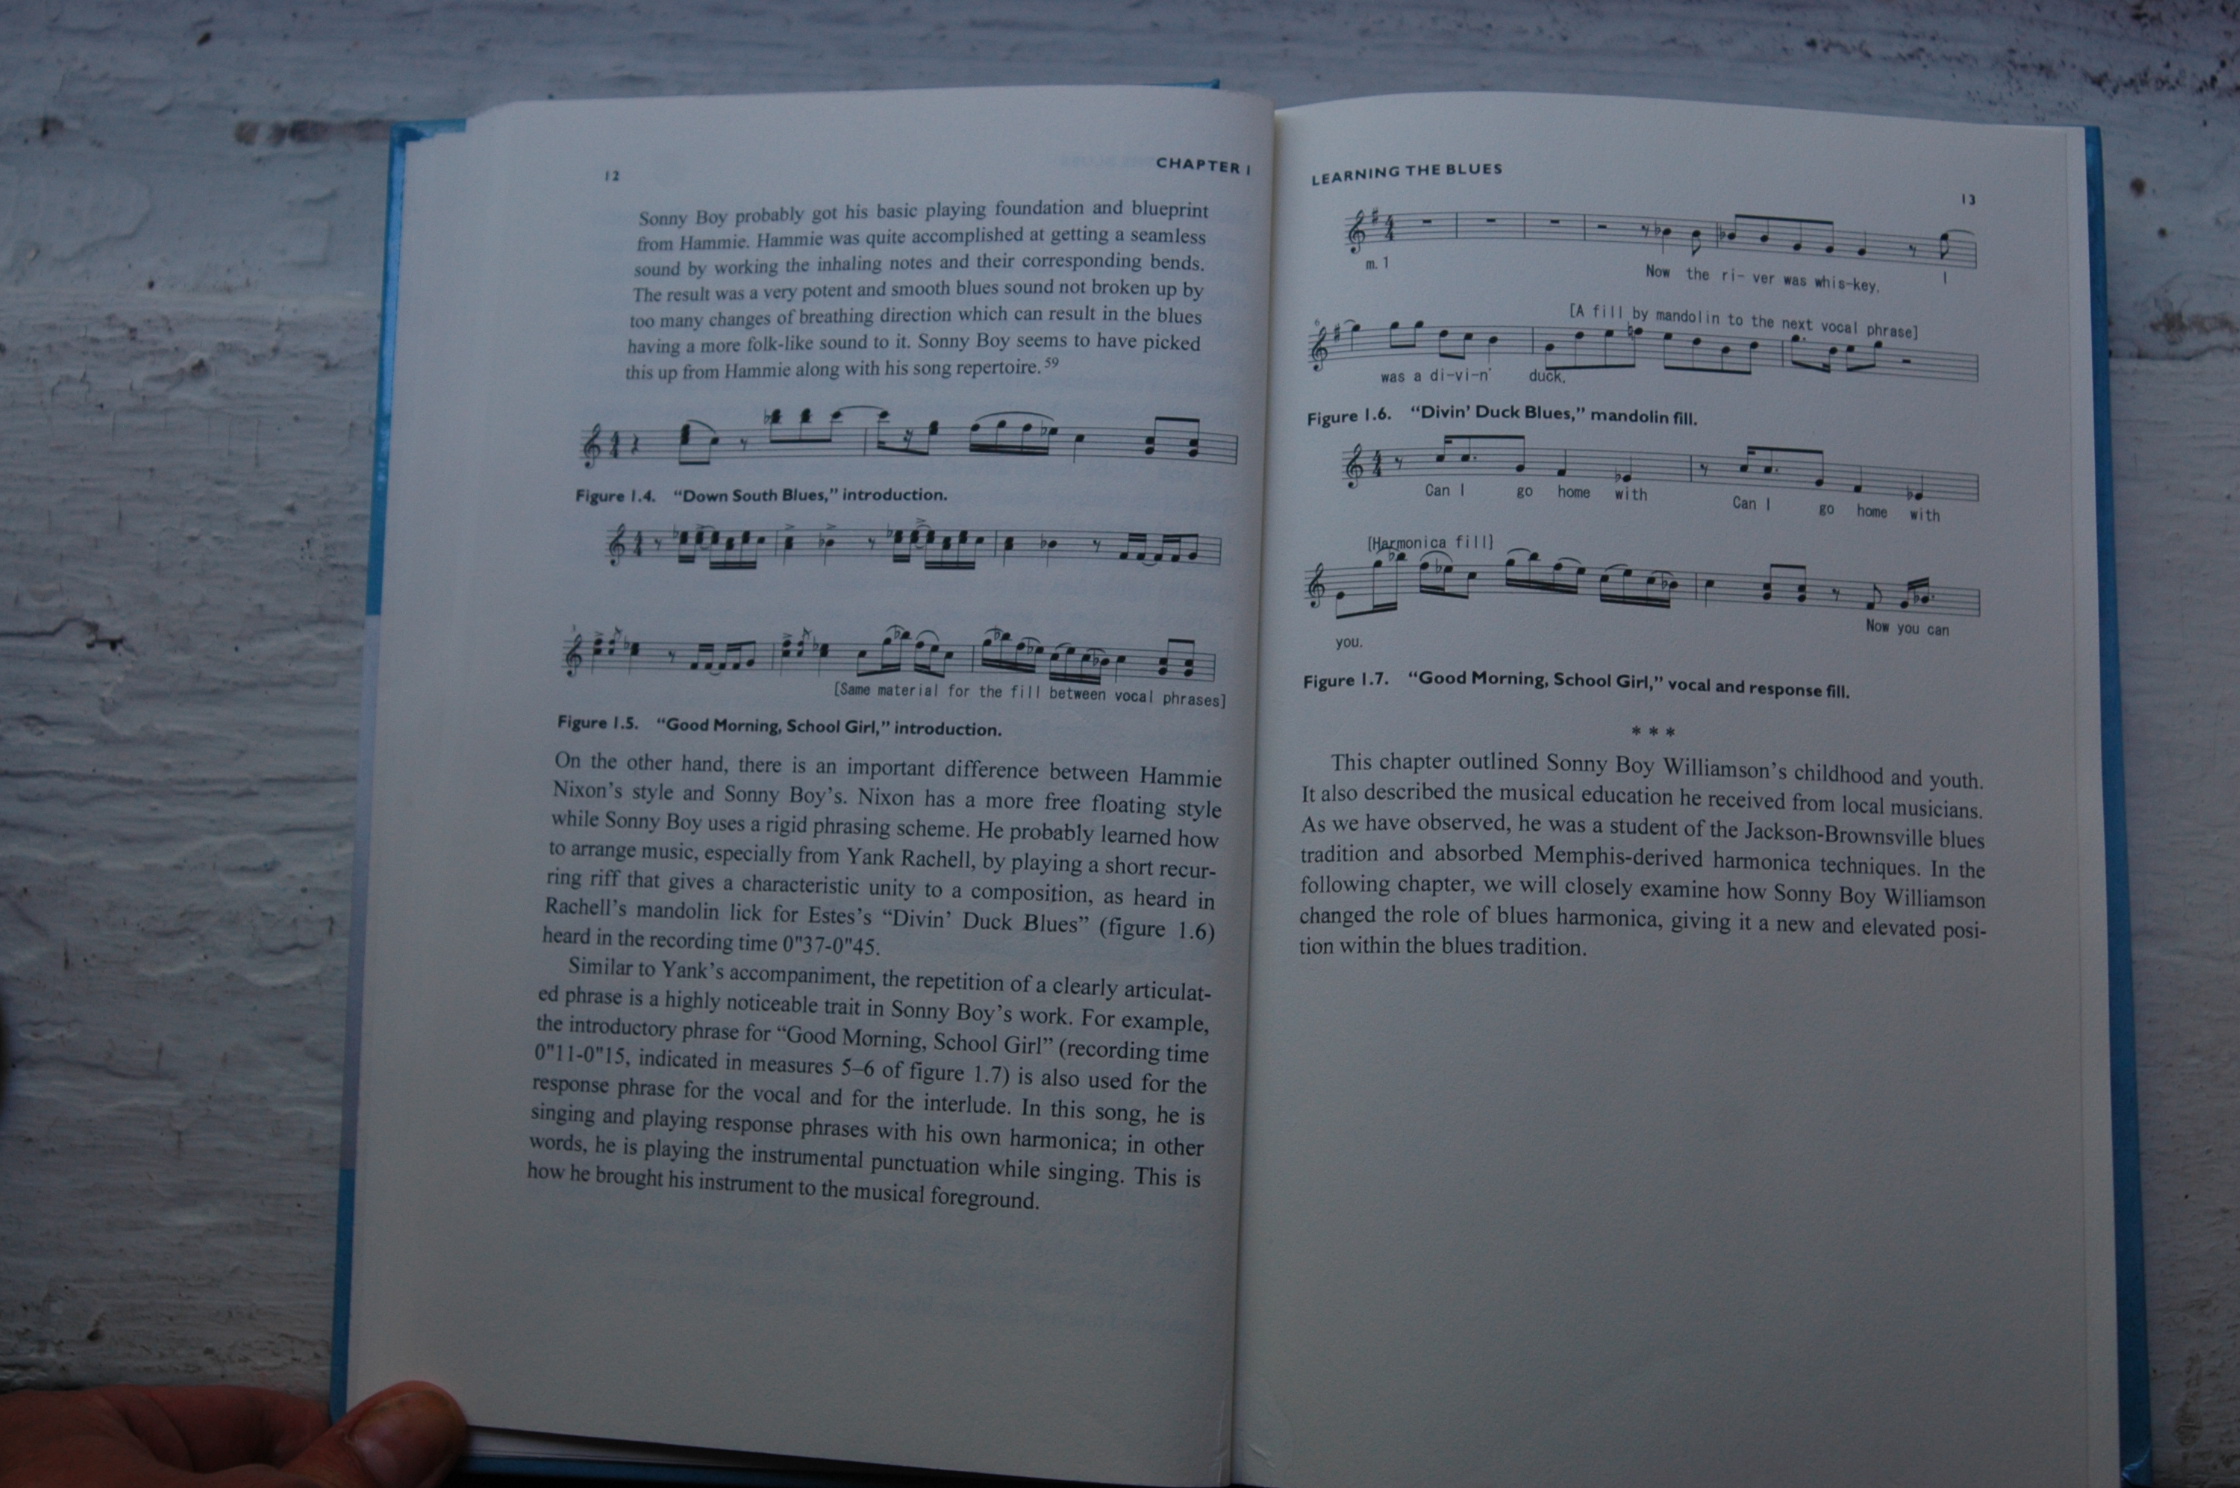 12
CHAPTER 1
Sonny Boy probably got his basic playing foundation and blueprint
from Hammie. Hammie was quite accomplished at getting a seamless
sound by working the inhaling notes and their corresponding bends.
The result was a very potent and smooth blues sound not broken up by
too many changes of breathing direction which can result in the blues
having a more folk-like sound to it. Sonny Boy seems to have picked
this up from Hammie along with his song repertoire.59
Figure 1.4. “Down South Blues,” introduction.
[Same material for the fill between vocal phrases]
Figure 1.5. “Good Morning, School Girl,” introduction.
On the other hand, there is an important difference between Hammie
Nixon’s style and Sonny Boy’s. Nixon has a more free floating style
while Sonny Boy uses a rigid phrasing scheme. He probably learned how
to arrange music, especially from Yank Rachell, by playing a short recur-
ring riff that gives a characteristic unity to a composition, as heard in
Rachell’s mandolin lick for Estes’s “Divin’ Duck Blues” (figure 1.6)
heard in the recording time 0"37-0"45.
Similar to Yank’s accompaniment, the repetition of a clearly articulat-
ed phrase is a highly noticeable trait in Sonny Boy’s work. For example,
the introductory phrase for “Good Morning, School Girl” (recording time
0"11-0"15, indicated in measures 5–6 of figure 1.7) is also used for the
response phrase for the vocal and for the interlude. In this song, he is
singing and playing response phrases with his own harmonica; in other
words, he is playing the instrumental punctuation while singing. This is
how he brought his instrument to the musical foreground.
LEARNING THE BLUES
13
m. 1
Now the ri- ver was whis-key, I
6
[A fill by mandolin to the next vocal phrase]
was a di-vi-n' duck,
Figure 1.6. “Divin’ Duck Blues,” mandolin fill.
Can I go home with Can I go home with
[Harmonica fill]
you. Now you can
Figure 1.7. “Good Morning, School Girl,” vocal and response fill.
* * *
This chapter outlined Sonny Boy Williamson’s childhood and youth.
It also described the musical education he received from local musicians.
As we have observed, he was a student of the Jackson-Brownsville blues
tradition and absorbed Memphis-derived harmonica techniques. In the
following chapter, we will closely examine how Sonny Boy Williamson
changed the role of blues harmonica, giving it a new and elevated posi-
tion within the blues tradition.